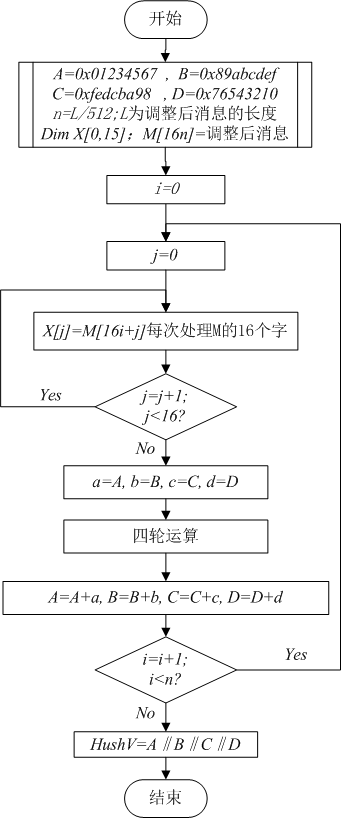 开始
A=0x01234567 , B=0x89abcdef
C=0xfedcba98 , D=0x76543210
n=L/512;L为调整后消息的长度
Dim X[0,15]; M[16n]=调整后消息
i=0
j=0
X[j]=M[16i+j]每次处理M的16个字
Yes
j=j+1;
j<16?
No
a=A, b=B, c=C, d=D
四轮运算
A=A+a, B=B+b, C=C+c, D=D+d
i=i+1;
i<n?
Yes
No
HushV=A∥B∥C∥D
结束